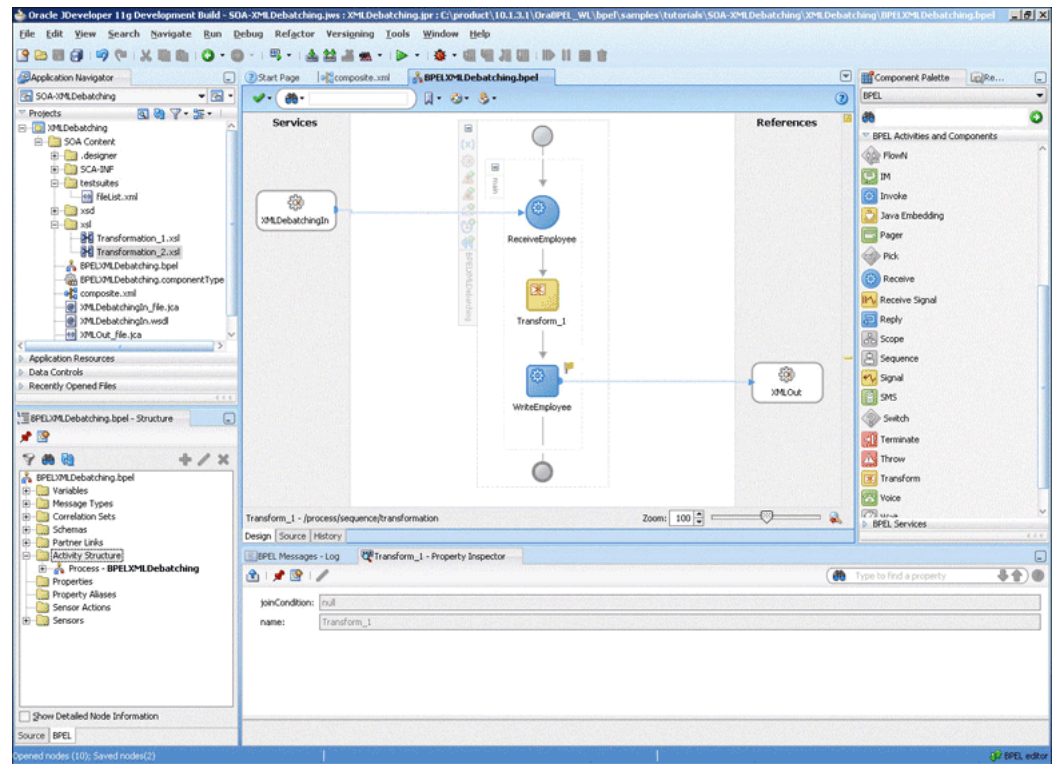 Oracle JDeveloper 11g Development Build - SOA-XMLDebatching.jws : XMLDebatching.jpr : C:\product\10.1.3.1\OraBPEL_WL\bpel\samples\tutorials\SOA-XMLDebatching\XMLDebatching\BPELXMLDebatching.bpel
File Edit View Search Navigate Run Debug Refactor Versigning Tools Window Help
Application Navigator
Start Page composite.xml BPELXMLDebatching.bpel
Component Palette Re...
SOA-XMLDebatching
BPEL
Projects
XMLDebatching
SOA Content
.designer
SCA-INF
testsuites
fileList.xml
xsd
xsl
Transformation_1.xsl
Transformation_2.xsl
BPELXMLDebatching.bpel
BPELXMLDebatching.componentType
composite.xml
XMLDebatchingIn_file.jca
XMLDebatchingIn.wsdl
XMLOut_file.jca
Application Resources
Data Controls
Recently Opened Files
Services
References
main
BPELXMLDebatching
XMLDebatchingIn
ReceiveEmployee
Transform_1
WriteEmployee
XMLOut
Transform_1 - /process/sequence/transformation
Zoom: 100
Design Source History
BPEL Activities and Components
FlowN
IM
Invoke
Java Embedding
Pager
Pick
Receive
Receive Signal
Reply
Scope
Sequence
Signal
SMS
Switch
Terminate
Throw
Transform
Voice
BPEL Services
BPELXMLDebatching.bpel - Structure
BPELXMLDebatching.bpel
Variables
Message Types
Correlation Sets
Schemas
Partner Links
Activity Structure
Process - BPELXMLDebatching
Properties
Property Aliases
Sensor Actions
Sensors
Show Detailed Node Information
Source BPEL
BPEL Messages - Log Transform_1 - Property Inspector
Type to find a property
joinCondition: null
name: Transform_1
Opened nodes (10); Saved nodes(2)
BPEL editor